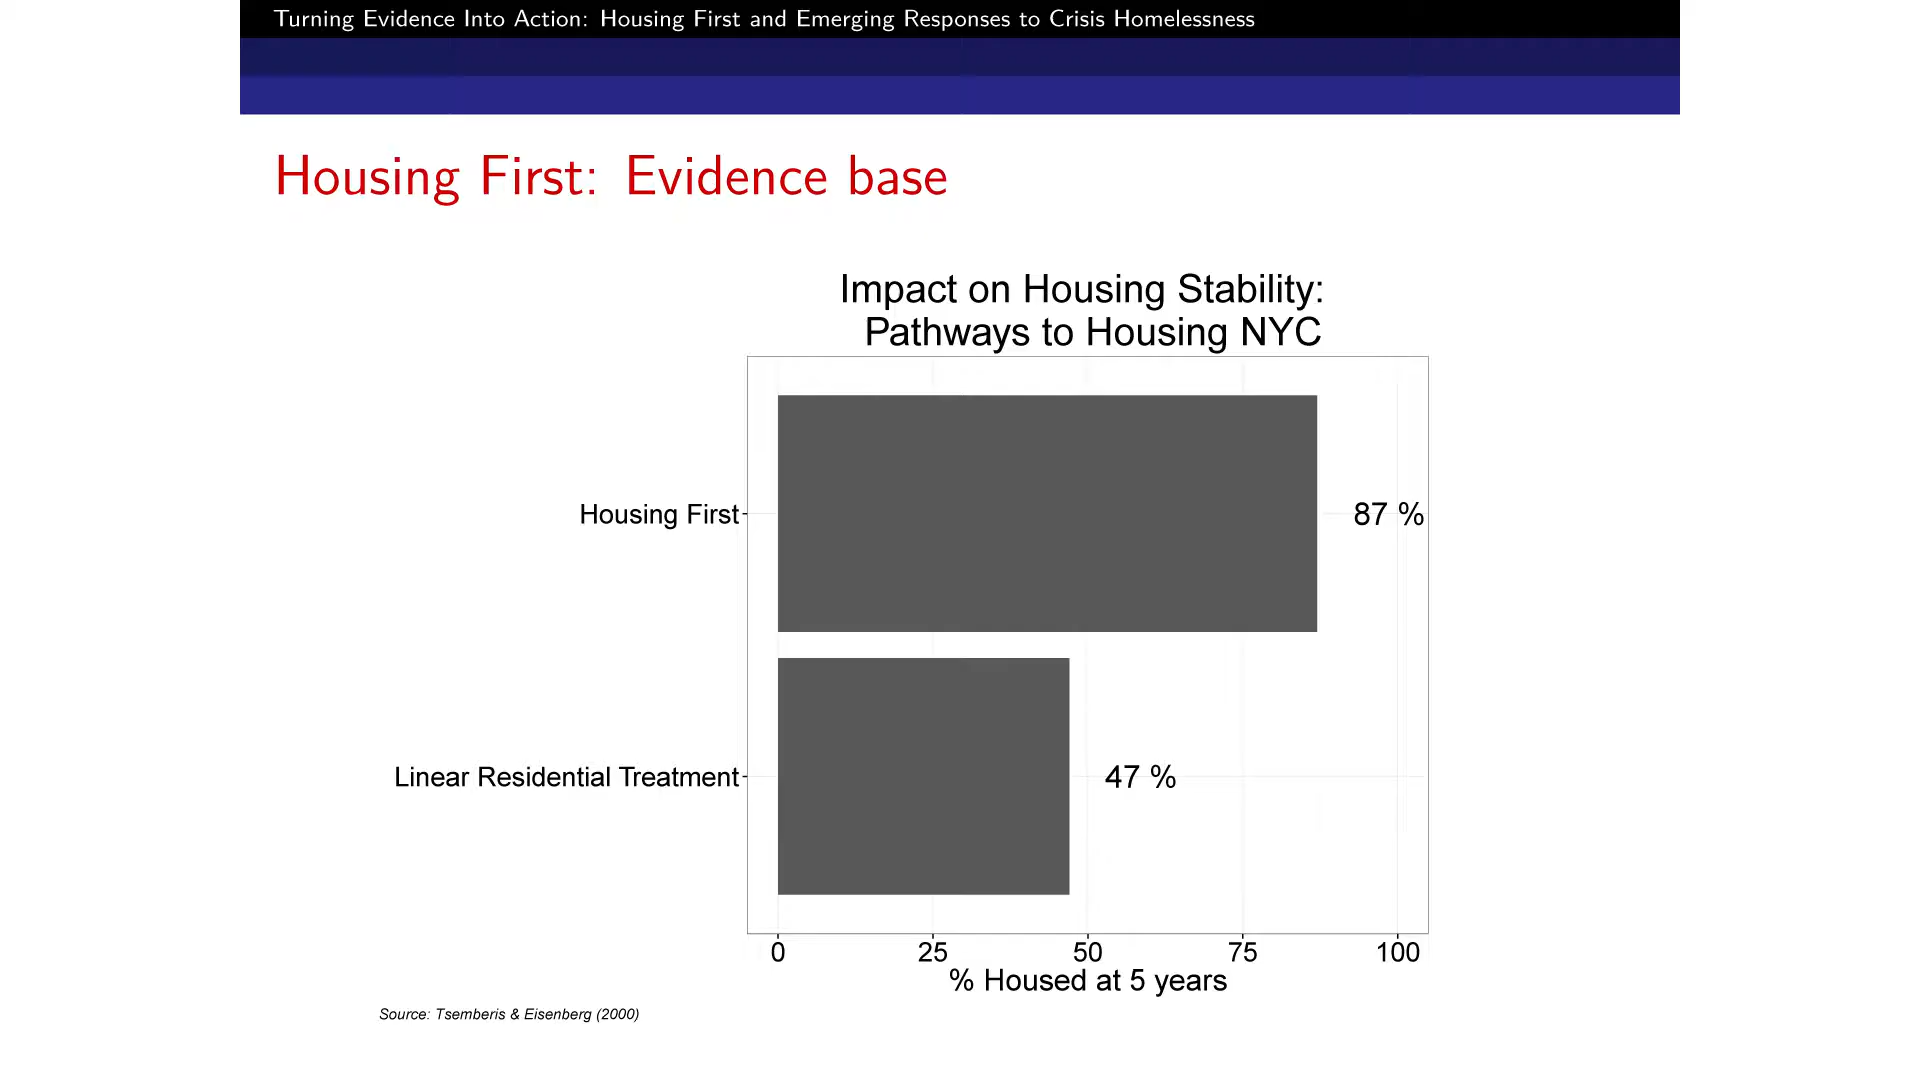 Turning Evidence Into Action: Housing First and Emerging Responses to Crisis Homelessness
Housing First: Evidence base
Impact on Housing Stability:
Pathways to Housing NYC
Housing First
87 %
Linear Residential Treatment
47 %
0 25 50 75 100
% Housed at 5 years
Source: Tsemberis & Eisenberg (2000)